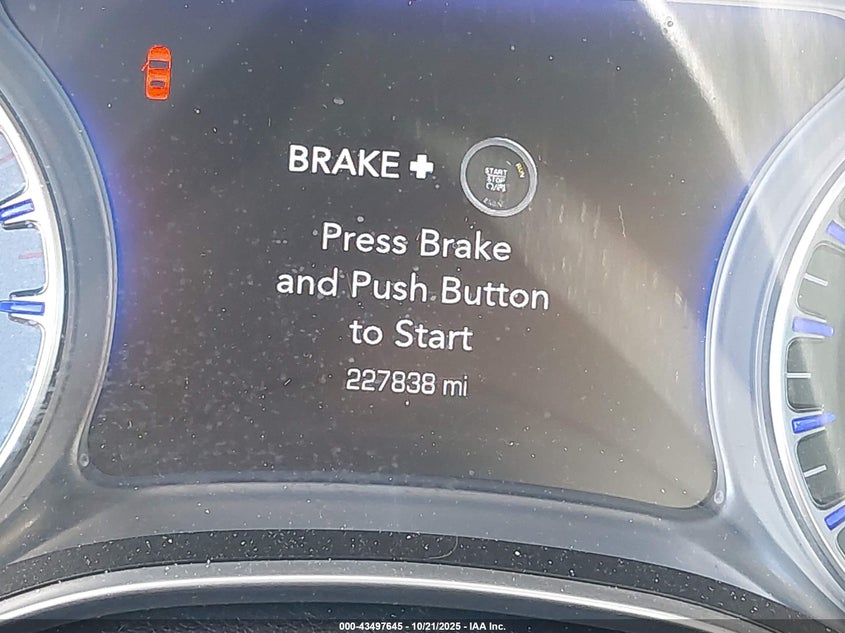 BRAKE +
START
STOP
RUN
Press Brake
and Push Button
to Start
227838 mi
000-43497645 - 10/21/2025 - IAA Inc.